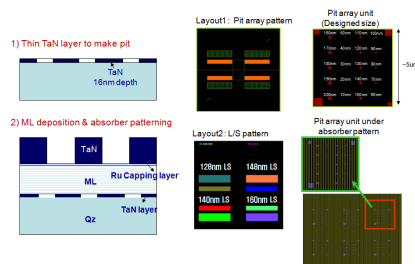 1) Thin TaN layer to make pit
TaN
16nm depth
2) ML deposition & absorber patterning
TaN
Ru Capping layer
ML
TaN layer
Qz
Layout1: Pit array pattern
Pit array unit
(Designed size)
~5um
Layout2: L/S pattern
128nm LS 148nm LS
140nm LS 160nm LS
Pit array unit under
absorber pattern